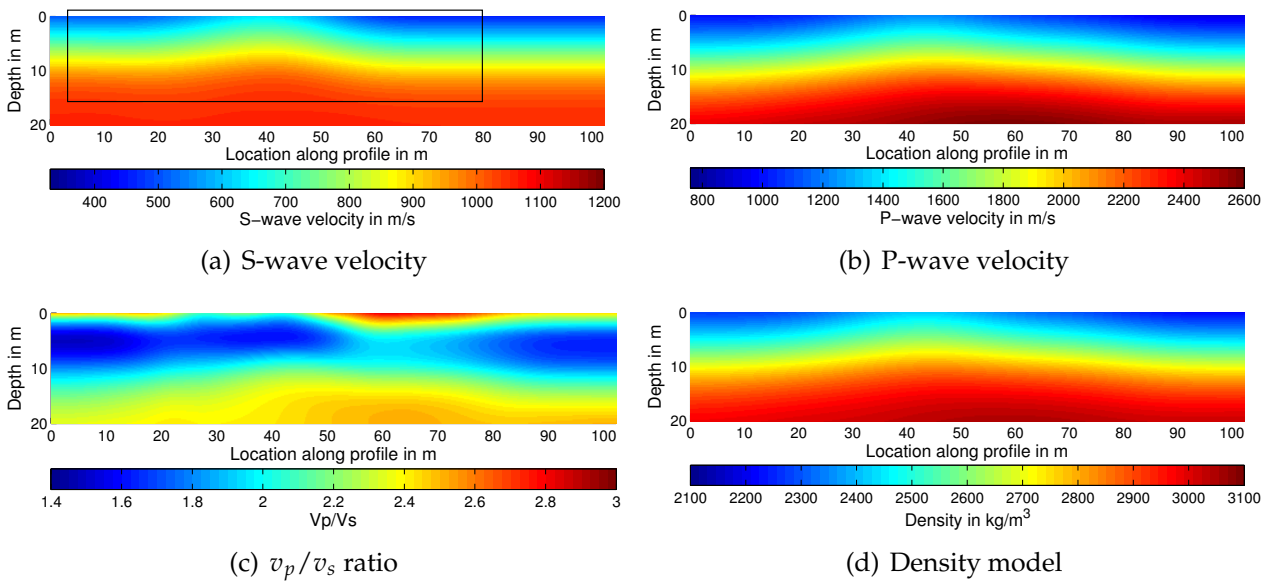 0
10
20
Depth in m
0 10 20 30 40 50 60 70 80 90 100
Location along profile in m
400 500 600 700 800 900 1000 1100 1200
S−wave velocity in m/s
(a) S-wave velocity
0
10
20
Depth in m
0 10 20 30 40 50 60 70 80 90 100
Location along profile in m
800 1000 1200 1400 1600 1800 2000 2200 2400 2600
P−wave velocity in m/s
(b) P-wave velocity
0
10
20
Depth in m
0 10 20 30 40 50 60 70 80 90 100
Location along profile in m
1.4 1.6 1.8 2 2.2 2.4 2.6 2.8 3
Vp/Vs
(c) vp/vs ratio
0
10
20
Depth in m
0 10 20 30 40 50 60 70 80 90 100
Location along profile in m
2100 2200 2300 2400 2500 2600 2700 2800 2900 3000 3100
Density in kg/m³
(d) Density model